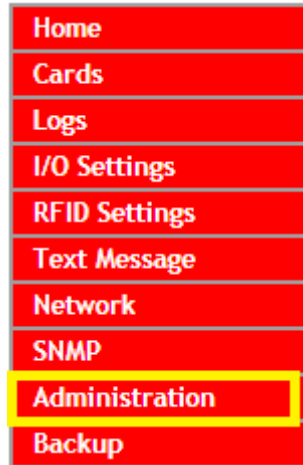 Home
Cards
Logs
I/O Settings
RFID Settings
Text Message
Network
SNMP
Administration
Backup